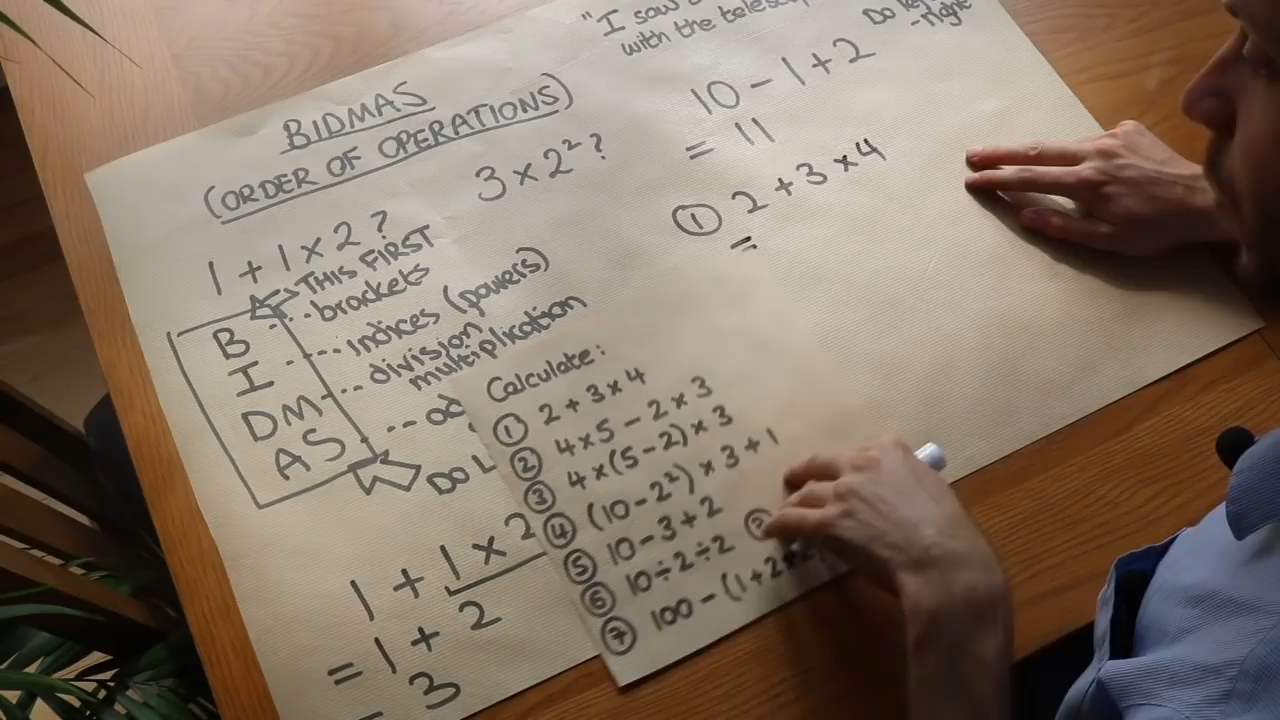 BIDMAS
(ORDER OF OPERATIONS)
1 + 1 × 2 ?
THIS FIRST
B ... brackets
I ---- indices (powers)
DM -- division
multiplication
AS --
DO L
1 + 1 × 2
= 1 + 2
= 3
3 × 2² ?
"I saw
with the
Do
-right
10 - 1 + 2
= 11
① 2 + 3 × 4
=
Calculate:
① 2 + 3 × 4
② 4 × 5 - 2 × 3
③ 4 × (5 - 2) × 3
④ (10 - 2²) × 3 + 1
⑤ 10 - 3 + 2
⑥ 10 ÷ 2 ÷ 2
⑦ 100 - (1 + 2